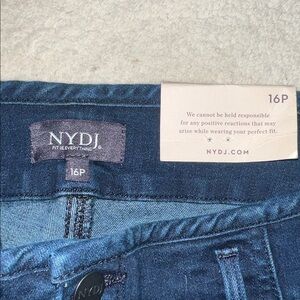 NYDJ®
FIT IS EVERYTHING
16P
16P
We cannot be held responsible
for any positive reactions that may
arise while wearing your perfect fit.
NYDJ.COM
NYDJ